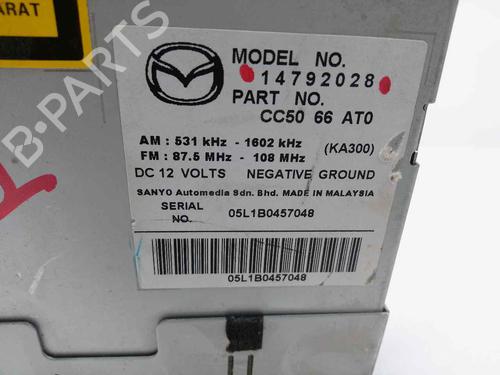 ARAT
MODEL NO.
14792028
PART NO.
CC50 66 AT0
AM : 531 kHz - 1602 kHz
(KA300)
FM : 87.5 MHz - 108 MHz
DC 12 VOLTS NEGATIVE GROUND
SANYO Automedia Sdn. Bhd. MADE IN MALAYSIA
SERIAL
NO.
05L1B0457048
05L1B0457048
B-PARTS